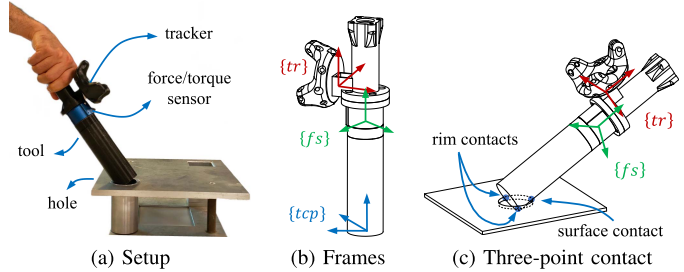 tracker
force/torque
sensor
tool
hole
(a) Setup
{tr}
{fs}
{tcp}
(b) Frames
{tr}
{fs}
rim contacts
surface contact
(c) Three-point contact